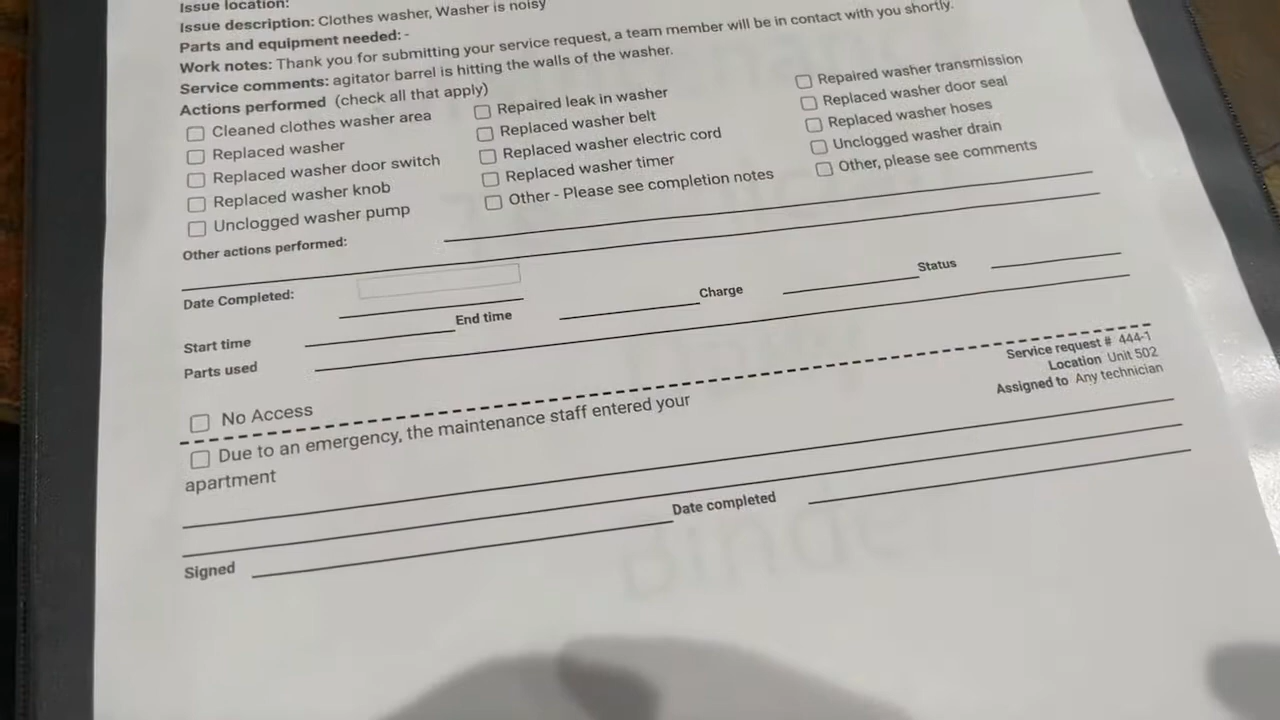 Issue location:
Issue description: Clothes washer, Washer is noisy
Parts and equipment needed: -
Work notes: Thank you for submitting your service request, a team member will be in contact with you shortly.
Service comments: agitator barrel is hitting the walls of the washer.
Actions performed (check all that apply)
Cleaned clothes washer area
Replaced washer
Replaced washer door switch
Replaced washer knob
Unclogged washer pump
Repaired leak in washer
Replaced washer belt
Replaced washer electric cord
Replaced washer timer
Other - Please see completion notes
Repaired washer transmission
Replaced washer door seal
Replaced washer hoses
Unclogged washer drain
Other, please see comments
Other actions performed:
Date Completed:
Start time End time Charge Status
Parts used
No Access
Service request # 444-1
Location Unit 502
Assigned to Any technician
Due to an emergency, the maintenance staff entered your
apartment
Signed Date completed